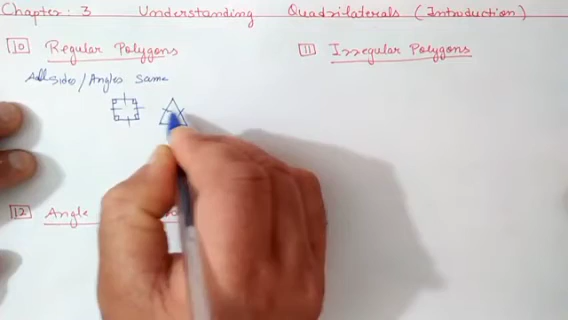 Chapter: 3 Understanding Quadrilaterals (Introduction)
10 Regular Polygons
All sides/Angles Same
11 Irregular Polygons
12 Angle